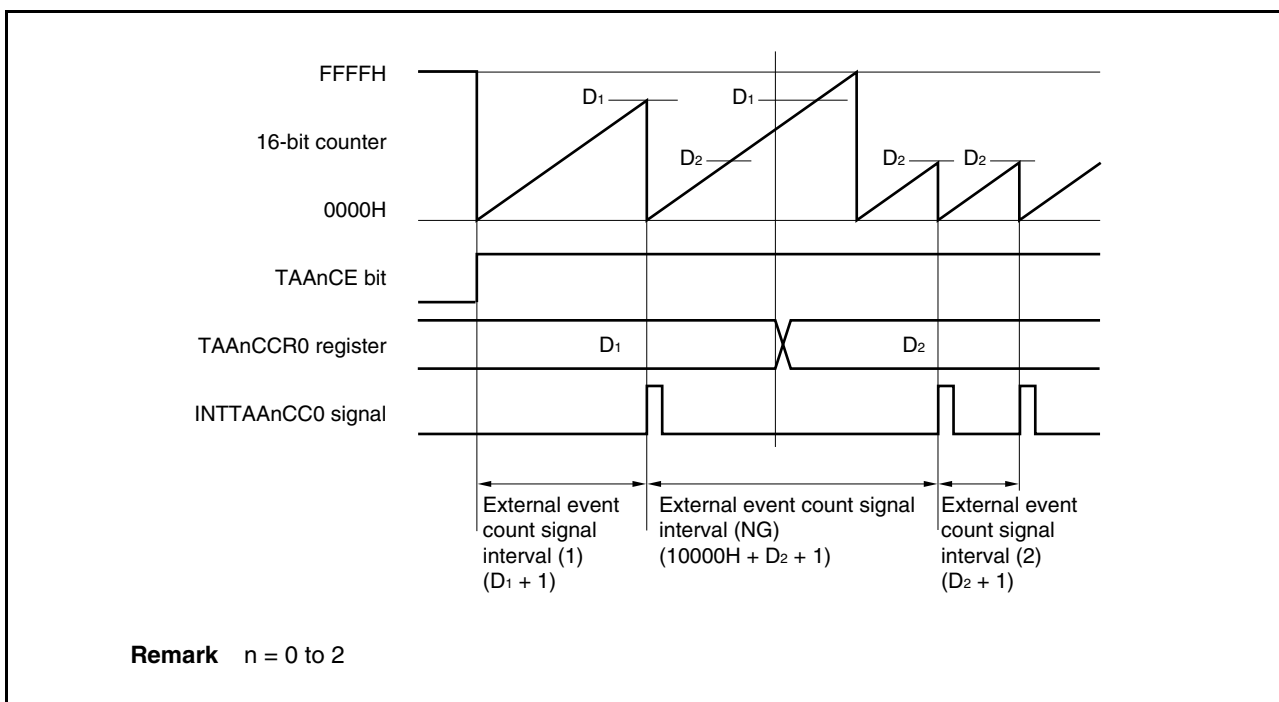 FFFFH
D1
D1
16-bit counter
D2
D2
D2
0000H
TAAnCE bit
TAAnCCR0 register
D1
D2
INTTAAnCC0 signal
External event
count signal
interval (1)
(D1 + 1)
External event count signal
interval (NG)
(10000H + D2 + 1)
External event
count signal
interval (2)
(D2 + 1)
Remark n = 0 to 2